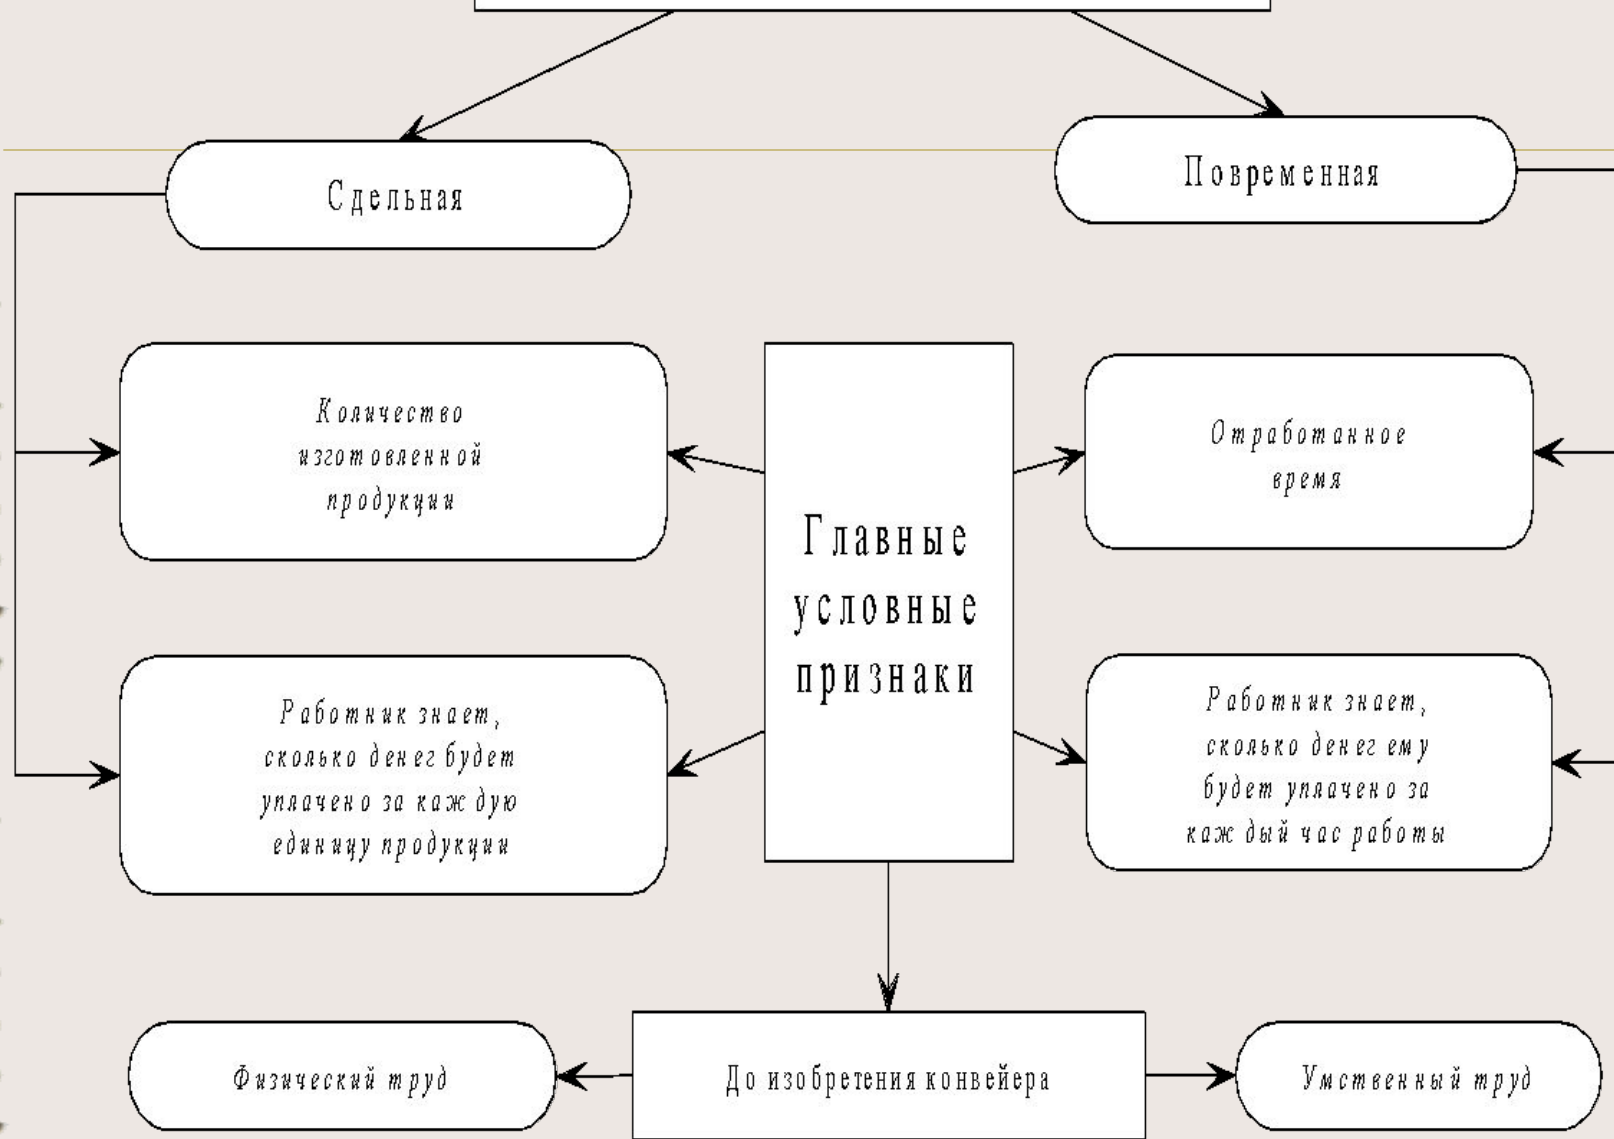 Сдельная
Повременная
Количество
изготовленной
продукции
Главные
условные
признаки
Отработанное
время
Работник знает,
сколько денег будет
уплачено за каждую
единицу продукции
Работник знает,
сколько денег ему
будет уплачено за
каждый час работы
Физический труд
До изобретения конвейера
Умственный труд